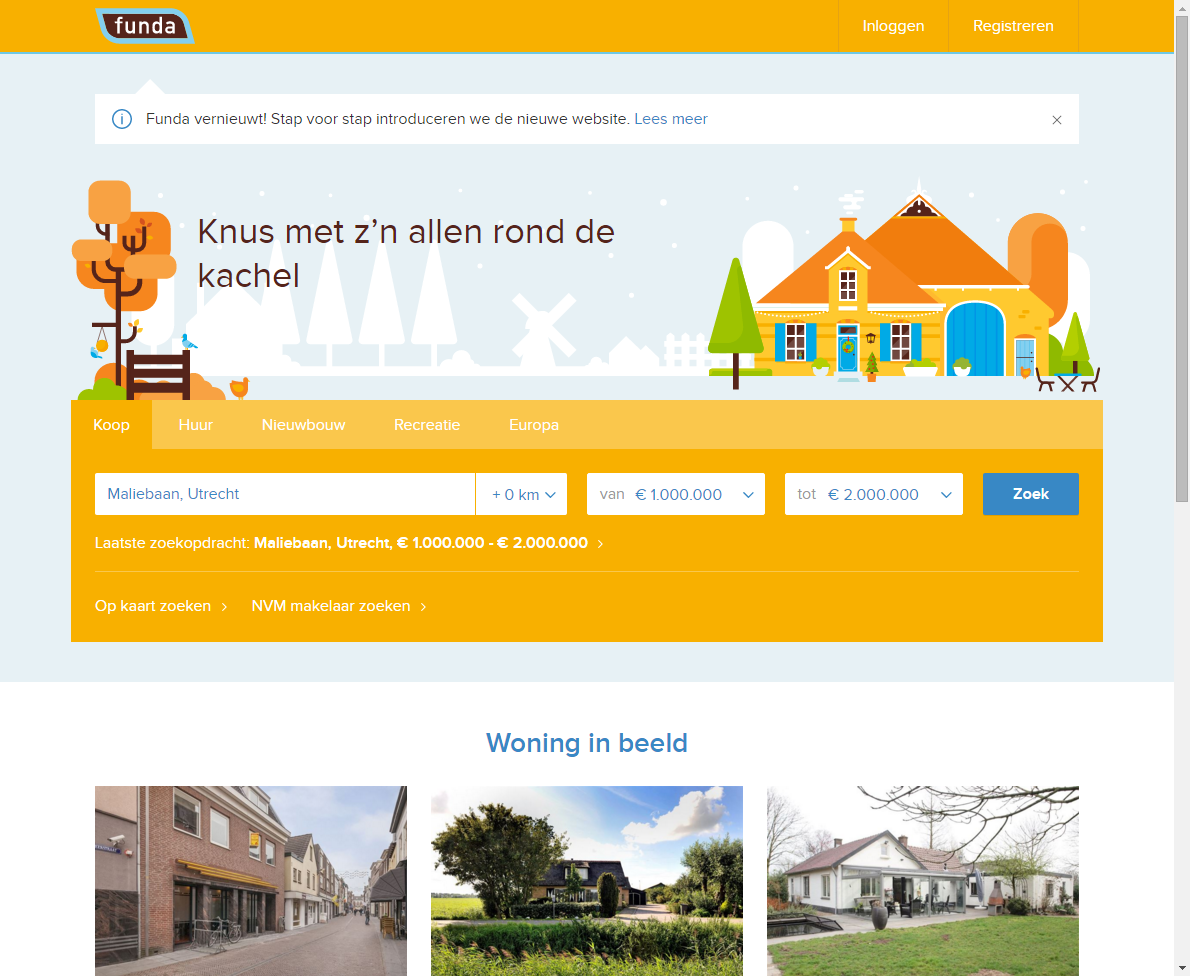 funda
Inloggen
Registreren
Funda vernieuwt! Stap voor stap introduceren we de nieuwe website. Lees meer
Knus met z’n allen rond de
kachel
Koop
Huur
Nieuwbouw
Recreatie
Europa
Maliebaan, Utrecht
+ 0 km
van € 1.000.000
tot € 2.000.000
Zoek
Laatste zoekopdracht: Maliebaan, Utrecht, € 1.000.000 - € 2.000.000
Op kaart zoeken
NVM makelaar zoeken
Woning in beeld